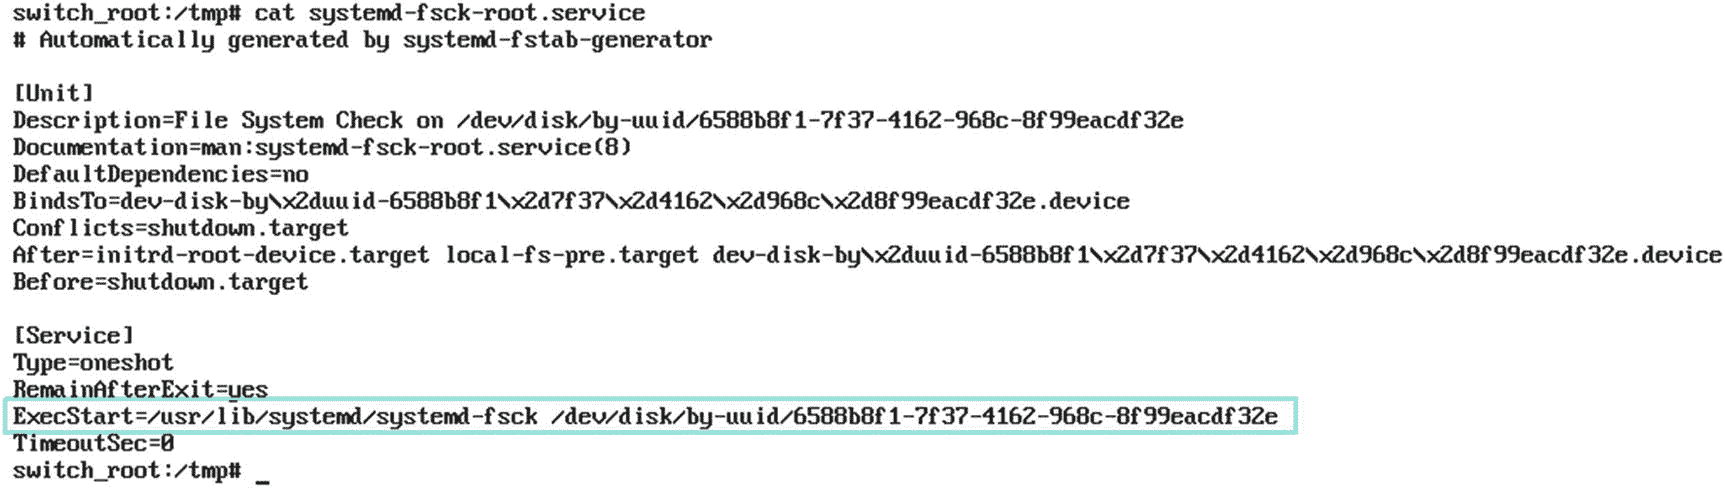 switch_root:/tmp# cat systemd-fsck-root.service
# Automatically generated by systemd-fstab-generator
[Unit]
Description=File System Check on /dev/disk/by-uuid/6588b8f1-7f37-4162-968c-8f99eacdf32e
Documentation=man:systemd-fsck-root.service(8)
DefaultDependencies=no
BindsTo=dev-disk-by\x2duuid-6588b8f1\x2d7f37\x2d4162\x2d968c\x2d8f99eacdf32e.device
Conflicts=shutdown.target
After=initrd-root-device.target local-fs-pre.target dev-disk-by\x2duuid-6588b8f1\x2d7f37\x2d4162\x2d968c\x2d8f99eacdf32e.device
Before=shutdown.target
[Service]
Type=oneshot
RemainAfterExit=yes
ExecStart=/usr/lib/systemd/systemd-fsck /dev/disk/by-uuid/6588b8f1-7f37-4162-968c-8f99eacdf32e
TimeoutSec=0
switch_root:/tmp# _